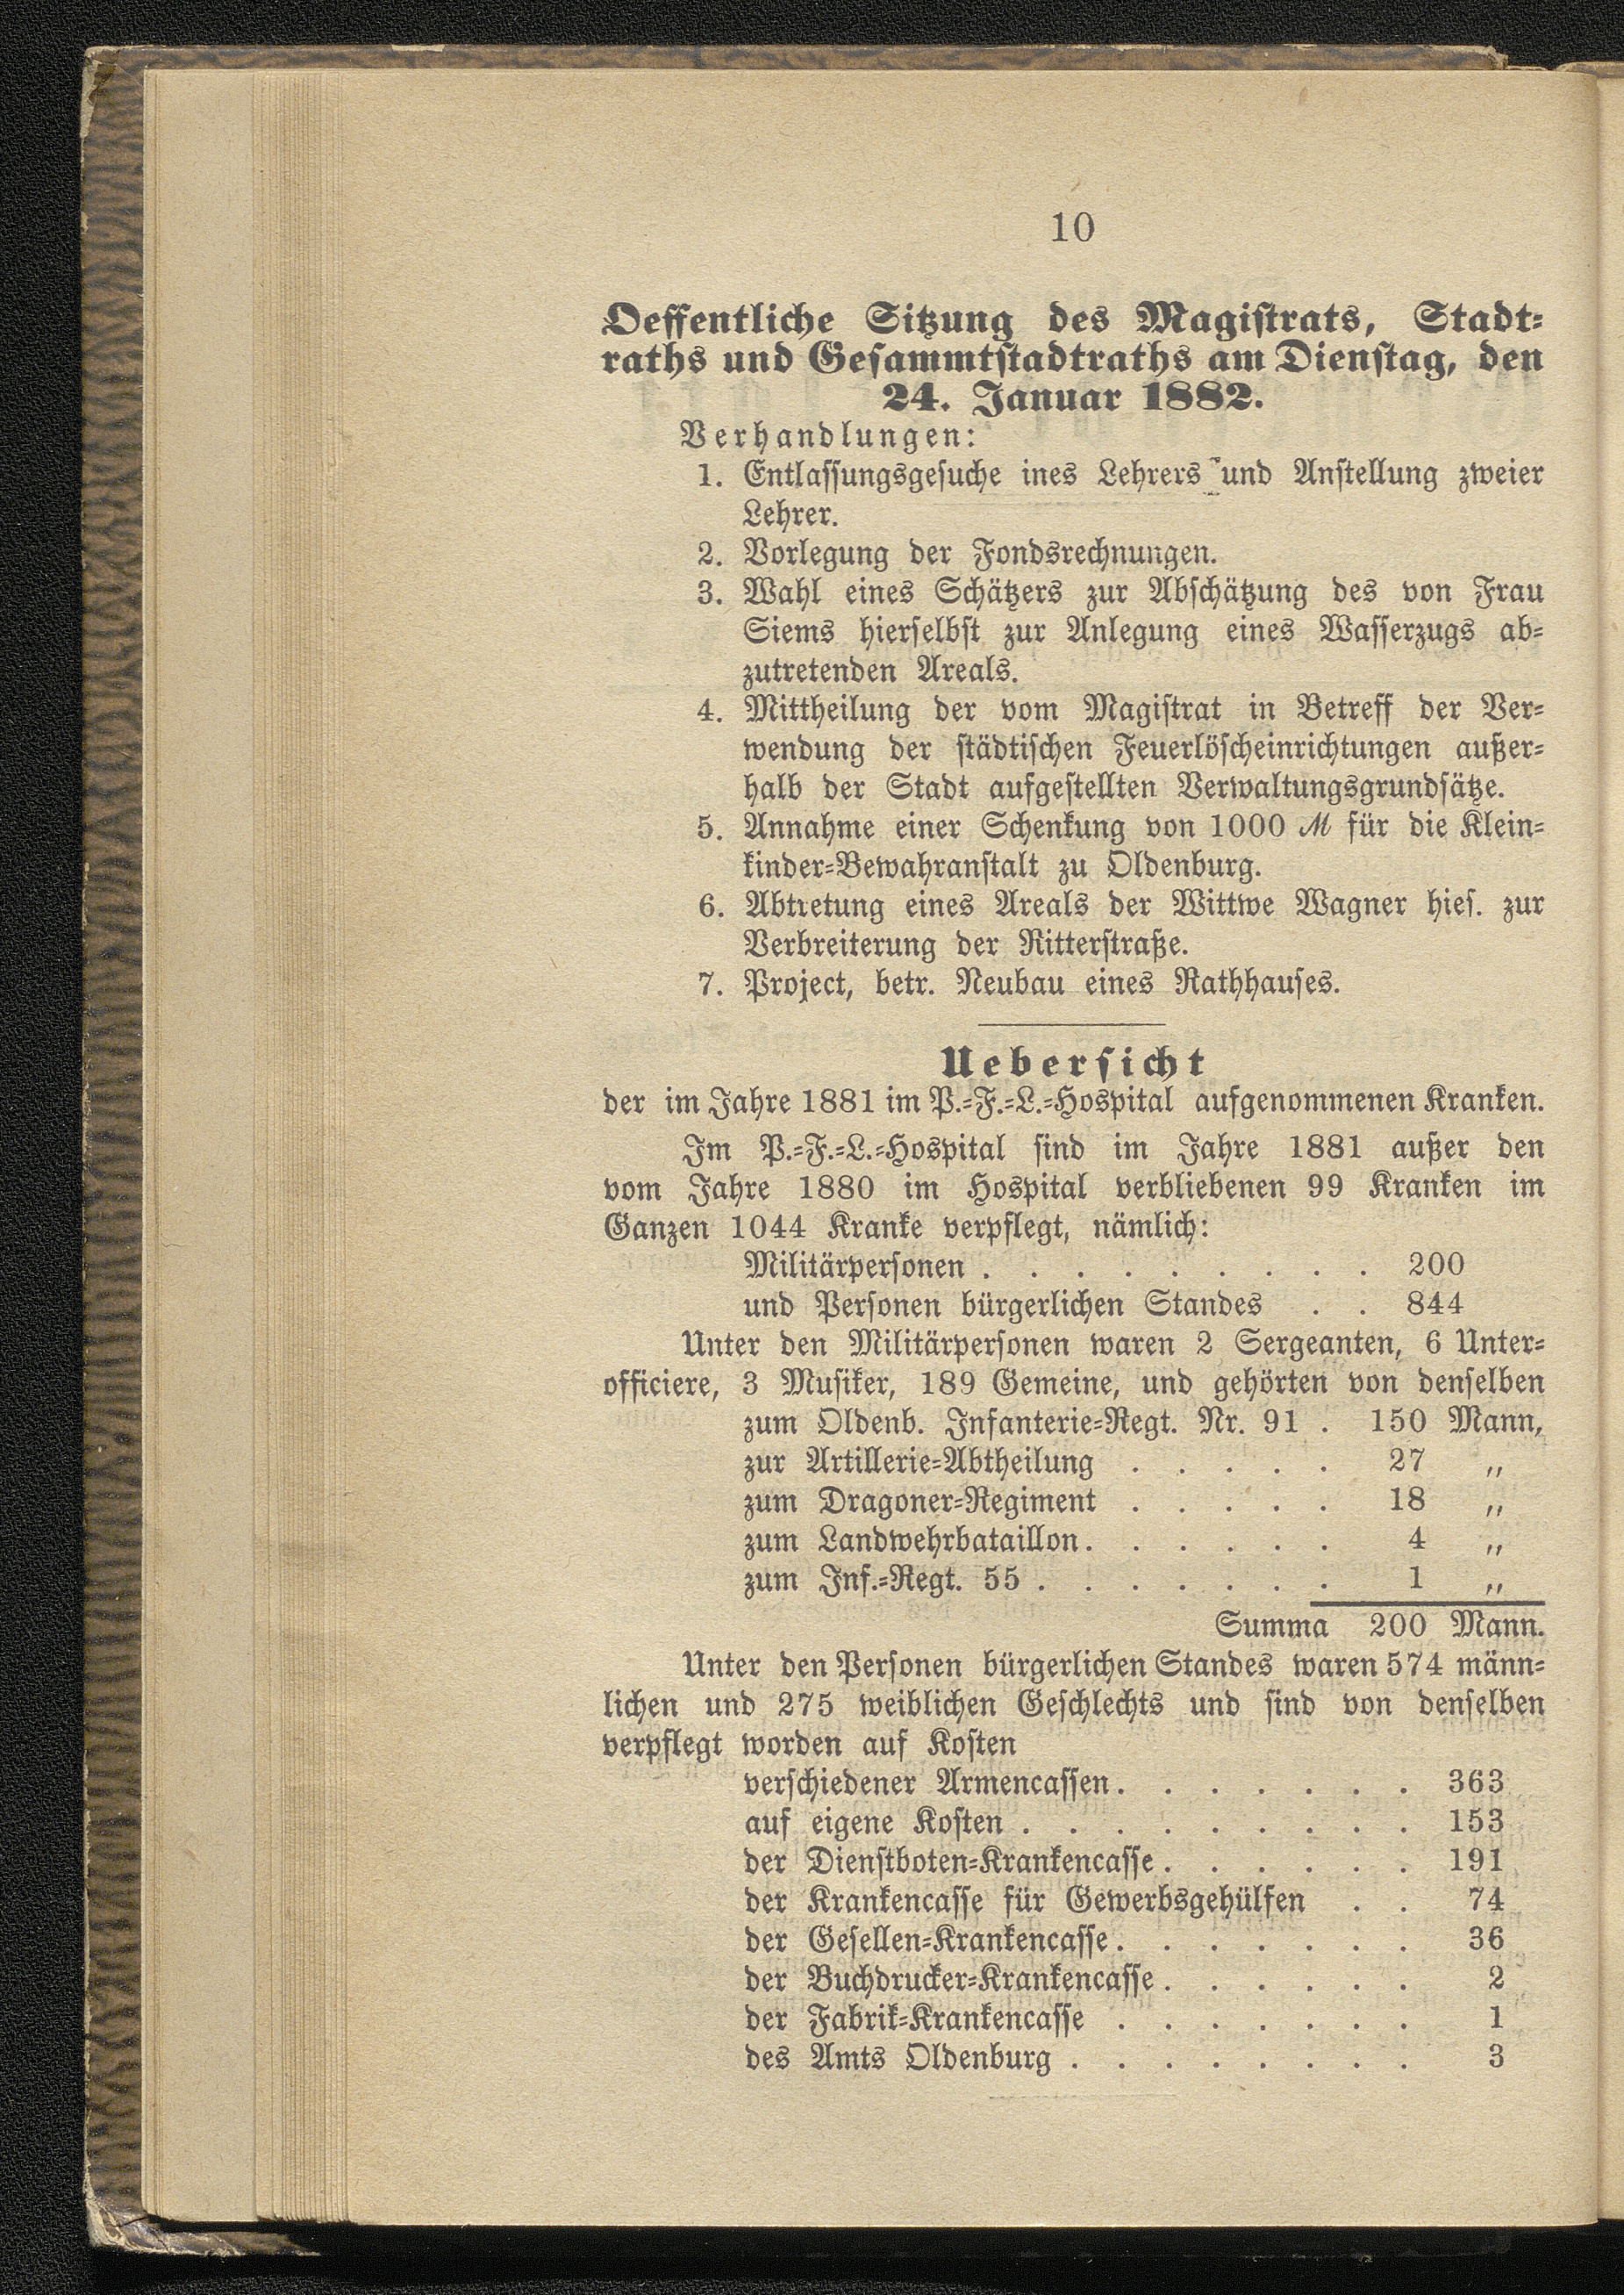 10
Oeffentliche Sitzung des Magistrats, Stadt-
raths und Gesammtstadtraths am Dienstag, den
24. Januar 1882.
Verhandlungen:
1. Entlassungsgesuche ines Lehrers und Anstellung zweier
Lehrer.
2. Vorlegung der Fondsrechnungen.
3. Wahl eines Schätzers zur Abschätzung des von Frau
Siems hierselbst zur Anlegung eines Wasserzugs ab-
zutretenden Areals.
4. Mittheilung der vom Magistrat in Betreff der Ver-
wendung der städtischen Feuerlöscheinrichtungen außer-
halb der Stadt aufgestellten Verwaltungsgrundsätze.
5. Annahme einer Schenkung von 1000 M für die Klein-
kinder-Bewahranstalt zu Oldenburg.
6. Abtretung eines Areals der Wittwe Wagner hies. zur
Verbreiterung der Ritterstraße.
7. Project, betr. Neubau eines Rathhauses.
Uebersicht
der im Jahre 1881 im P.-F.-L.-Hospital aufgenommenen Kranken.
Im P.-F.-L.-Hospital sind im Jahre 1881 außer den
vom Jahre 1880 im Hospital verbliebenen 99 Kranken im
Ganzen 1044 Kranke verpflegt, nämlich:
Militärpersonen . . . . . . . . . 200
und Personen bürgerlichen Standes . . 844
Unter den Militärpersonen waren 2 Sergeanten, 6 Unter-
officiere, 3 Musiker, 189 Gemeine, und gehörten von denselben
zum Oldenb. Infanterie-Regt. Nr. 91 . 150 Mann,
zur Artillerie-Abtheilung . . . . . 27 „
zum Dragoner-Regiment . . . . . 18 „
zum Landwehrbataillon . . . . . . 4 „
zum Inf.-Regt. 55 . . . . . . . 1 „
Summa 200 Mann.
Unter den Personen bürgerlichen Standes waren 574 männ-
lichen und 275 weiblichen Geschlechts und sind von denselben
verpflegt worden auf Kosten
verschiedener Armencassen . . . . . . . 363
auf eigene Kosten . . . . . . . . . 153
der Dienstboten-Krankencasse . . . . . . 191
der Krankencasse für Gewerbsgehülfen . . 74
der Gesellen-Krankencasse . . . . . . . 36
der Buchdrucker-Krankencasse . . . . . . 2
der Fabrik-Krankencasse . . . . . . . 1
des Amts Oldenburg . . . . . . . . 3